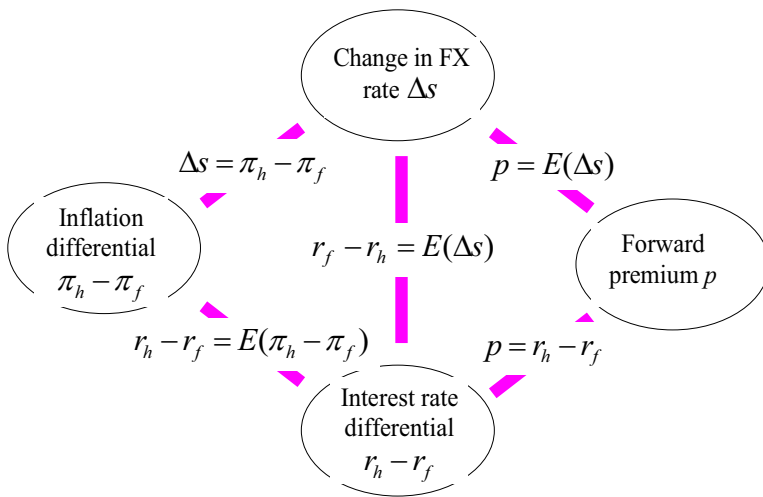 Change in FX
rate Δs
Δs = π_h − π_f
p = E(Δs)
Inflation
differential
π_h − π_f
r_f − r_h = E(Δs)
Forward
premium p
r_h − r_f = E(π_h − π_f)
p = r_h − r_f
Interest rate
differential
r_h − r_f